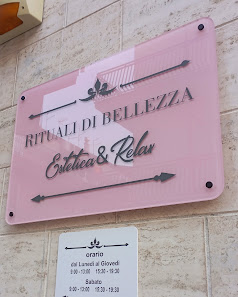 RITUALI DI BELLEZZA
Estetica & Relax
orario
dal Lunedì al Giovedì
9:00 - 13:00 15:30 - 19:30
Sabato
9:00 - 13:00 15:30 - 19:30